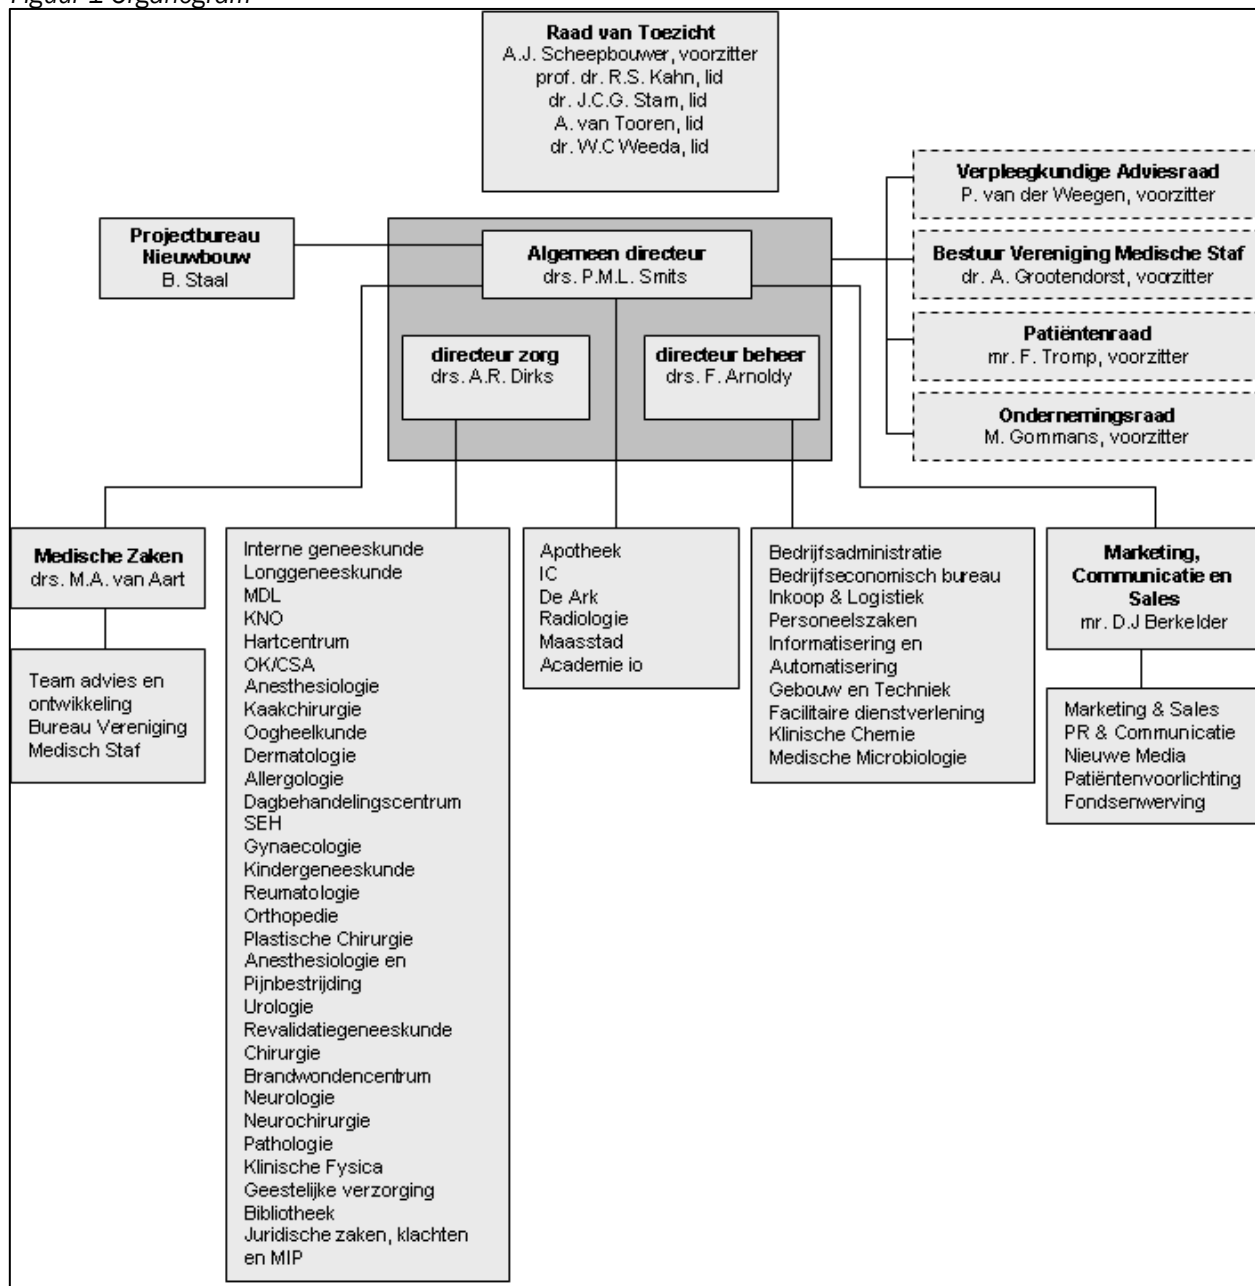 Figuur 1 Organogram
Raad van Toezicht
A.J. Scheepbouwer, voorzitter
prof. dr. R.S. Kahn, lid
dr. J.C.G. Stam, lid
A. van Tooren, lid
dr. W.C Weeda, lid
Verpleegkundige Adviesraad
P. van der Weegen, voorzitter
Projectbureau
Nieuwbouw
B. Staal
Algemeen directeur
drs. P.M.L. Smits
Bestuur Vereniging Medische Staf
dr. A. Grootendorst, voorzitter
directeur zorg
drs. A.R. Dirks
directeur beheer
drs. F. Arnoldy
Patiëntenraad
mr. F. Tromp, voorzitter
Ondernemingsraad
M. Gommans, voorzitter
Medische Zaken
drs. M.A. van Aart
Team advies en
ontwikkeling
Bureau Vereniging
Medisch Staf
Interne geneeskunde
Longgeneeskunde
MDL
KNO
Hartcentrum
OK/CSA
Anesthesiologie
Kaakchirurgie
Oogheelkunde
Dermatologie
Allergologie
Dagbehandelingscentrum
SEH
Gynaecologie
Kindergeneeskunde
Reumatologie
Orthopedie
Plastische Chirurgie
Anesthesiologie en
Pijnbestrijding
Urologie
Revalidatiegeneeskunde
Chirurgie
Brandwondencentrum
Neurologie
Neurochirurgie
Pathologie
Klinische Fysica
Geestelijke verzorging
Bibliotheek
Juridische zaken, klachten
en MIP
Apotheek
IC
De Ark
Radiologie
Maasstad
Academie io
Bedrijfsadministratie
Bedrijfseconomisch bureau
Inkoop & Logistiek
Personeelszaken
Informatisering en
Automatisering
Gebouw en Techniek
Facilitaire dienstverlening
Klinische Chemie
Medische Microbiologie
Marketing,
Communicatie en
Sales
mr. D.J Berkelder
Marketing & Sales
PR & Communicatie
Nieuwe Media
Patiëntenvoorlichting
Fondsenwerving